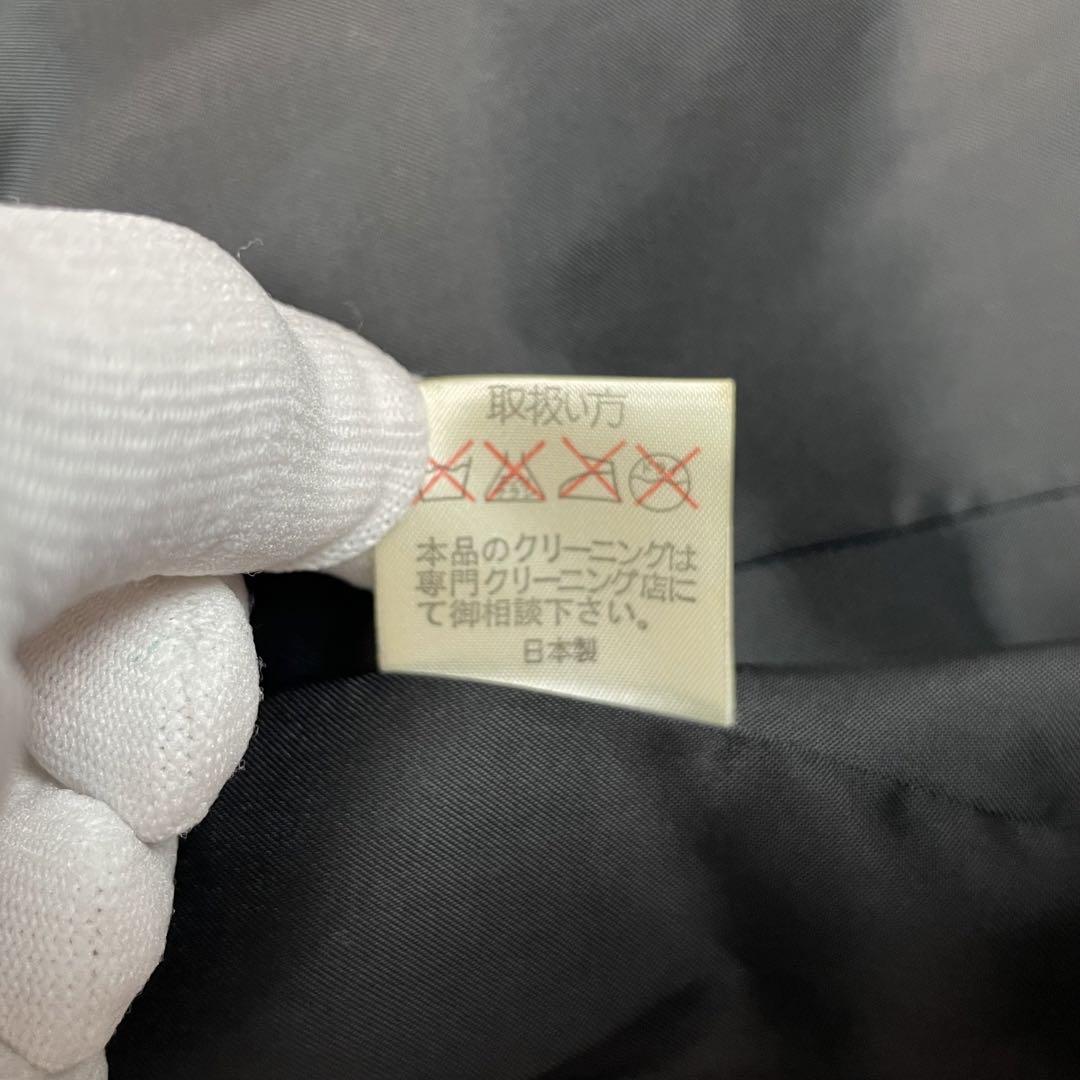 取扱い方
本品のクリーニングは
専門クリーニング店に
て御相談下さい。
日本製